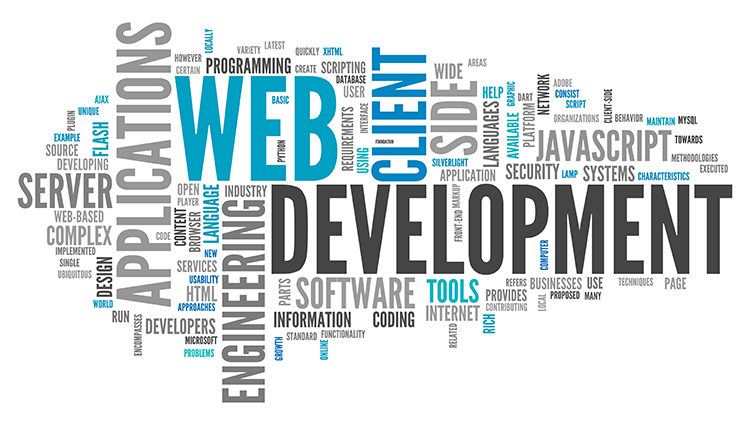 WEB
DEVELOPMENT
APPLICATIONS
CLIENT
SIDE
ENGINEERING
SERVER
JAVASCRIPT
SOFTWARE
HOWEVER
LOCALLY
CERTAIN
VARIETY
LATEST
QUICKLY
XHTML
PROGRAMMING
CREATE
SCRIPTING
DATABASE
USER
BASIC
PYTHON
REQUIREMENTS
USING
INTERFACE
FOUNDATION
WIDE
AREAS
HELP
LANGUAGES
AVAILABLE
GRAPHIC
PLATFORM
DART
NETWORK
ADOBE
CONSIST
SCRIPT
ORGANIZATIONS
CLIENT-SIDE
BEHAVIOR
MAINTAIN
MYSQL
TOWARDS
METHODOLOGIES
EXECUTED
SILVERLIGHT
APPLICATION
SECURITY
LAMP
SYSTEMS
CHARACTERISTICS
FRONT-END
MARKUP
AJAX
UNIQUE
PLUGIN
EXAMPLE
FLASH
SOURCE
DEVELOPING
WEB-BASED
COMPLEX
IMPLEMENTED
SINGLE
UBIQUITOUS
DESIGN
WORLD
RUN
ENCOMPASSES
CODE
OPEN
PLAYER
CONTENT
BROWSER
LANGUAGE
INDUSTRY
NEW
SERVICES
USABILITY
HTML
APPROACHES
DEVELOPERS
MICROSOFT
PROBLEMS
PARTS
INFORMATION
CODING
GROWTH
STANDARD
FUNCTIONALITY
ONLINE
TOOLS
INTERNET
RELATED
RICH
PROVIDES
CONTRIBUTING
REFERS
BUSINESSES
USE
LOCAL
PROPOSED
MANY
COMPUTER
TECHNIQUES
PAGE